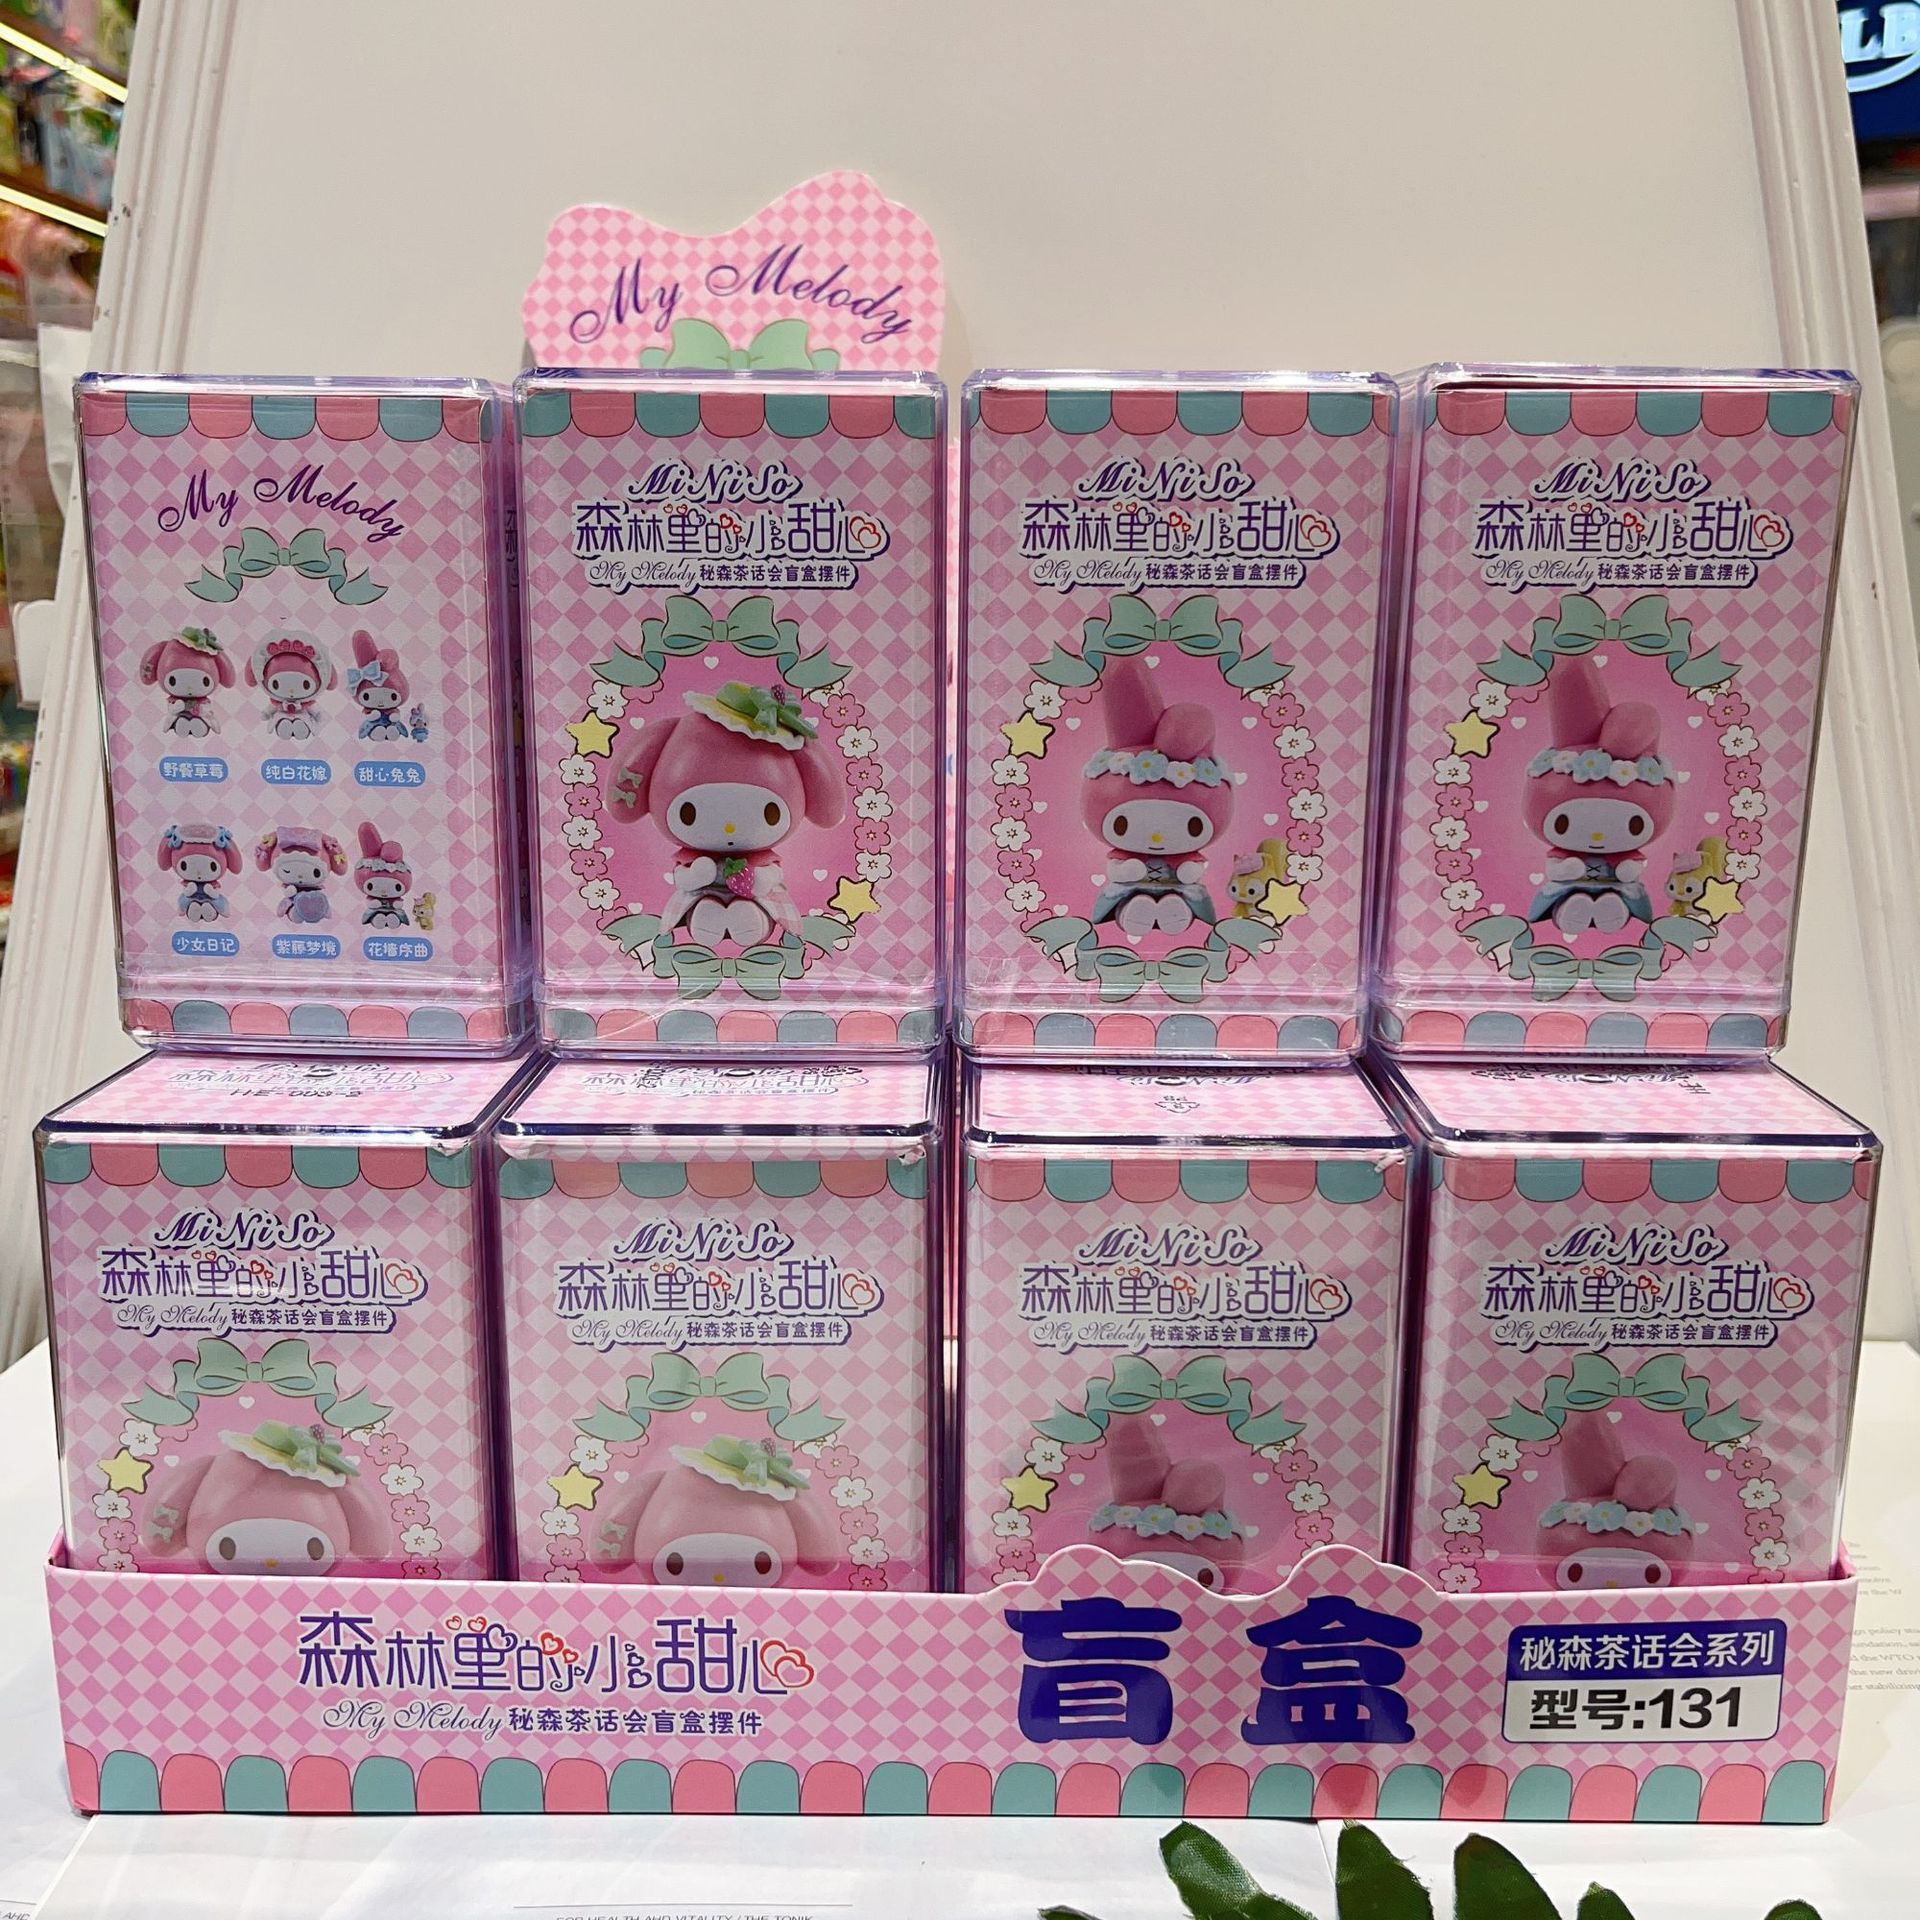 LB
My Melody
My Melody
野餐草莓 纯白花嫁 甜心兔兔
少女日记 紫藤梦境 花墙序曲
MiNiSo
森林里的小甜心
My Melody 秘森茶话会盲盒摆件
MiNiSo
森林里的小甜心
My Melody 秘森茶话会盲盒摆件
MiNiSo
森林里的小甜心
My Melody 秘森茶话会盲盒摆件
MiNiSo
森林里的小甜心
My Melody 秘森茶话会盲盒摆件
MiNiSo
森林里的小甜心
My Melody 秘森茶话会盲盒摆件
MiNiSo
森林里的小甜心
My Melody 秘森茶话会盲盒摆件
MiNiSo
森林里的小甜心
My Melody 秘森茶话会盲盒摆件
森林里的小甜心
My Melody 秘森茶话会盲盒摆件
盲盒
秘森茶话会系列
型号:131
FOR HEALTH AND VITALITY / THE TONIK